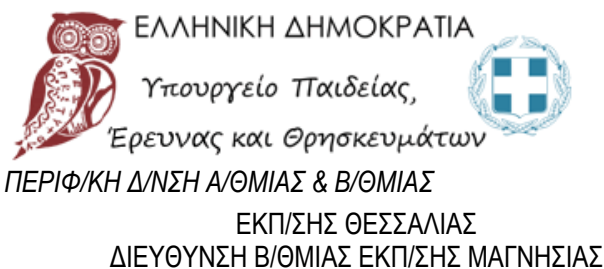 ΕΛΛΗΝΙΚΗ ΔΗΜΟΚΡΑΤΙΑ
Υπουργείο Παιδείας,
Έρευνας και Θρησκευμάτων
ΠΕΡΙΦ/ΚΗ Δ/ΝΣΗ Α/ΘΜΙΑΣ & Β/ΘΜΙΑΣ
ΕΚΠ/ΣΗΣ ΘΕΣΣΑΛΙΑΣ
ΔΙΕΥΘΥΝΣΗ Β/ΘΜΙΑΣ ΕΚΠ/ΣΗΣ ΜΑΓΝΗΣΙΑΣ